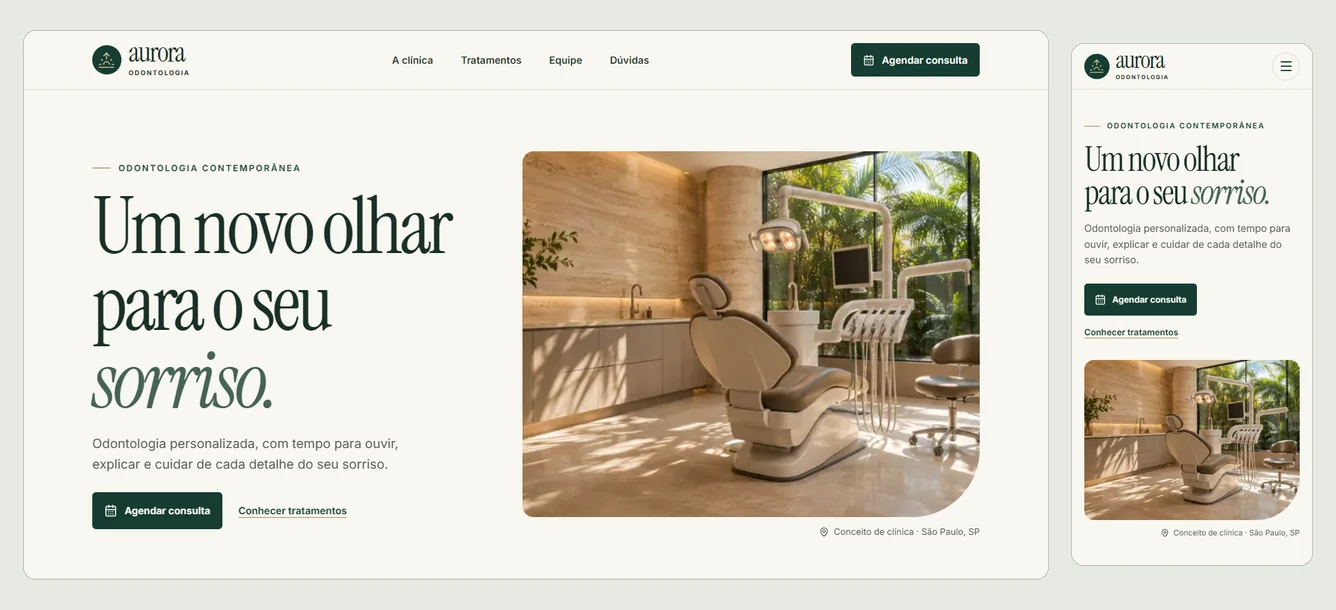 aurora
ODONTOLOGIA
A clínica
Tratamentos
Equipe
Dúvidas
Agendar consulta
ODONTOLOGIA CONTEMPORÂNEA
Um novo olhar
para o seu
sorriso.
Odontologia personalizada, com tempo para ouvir,
explicar e cuidar de cada detalhe do seu sorriso.
Agendar consulta
Conhecer tratamentos
Conceito de clínica · São Paulo, SP
aurora
ODONTOLOGIA
ODONTOLOGIA CONTEMPORÂNEA
Um novo olhar
para o seu sorriso.
Odontologia personalizada, com tempo para
ouvir, explicar e cuidar de cada detalhe do
seu sorriso.
Agendar consulta
Conhecer tratamentos
Conceito de clínica · São Paulo, SP